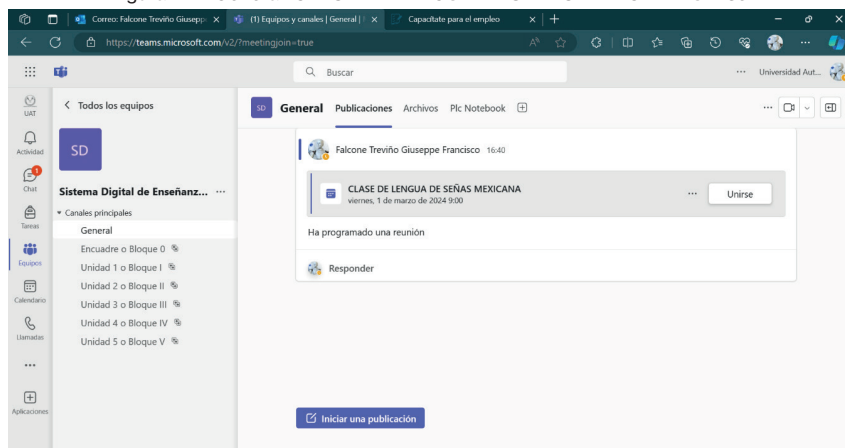 Correo: Falcone Treviño Giusepp
(1) Equipos y canales | General |
Capacítate para el empleo
https://teams.microsoft.com/v2/?meetingjoin=true
Buscar
Universidad Aut...
UAT
Actividad
Chat
1
Tareas
Equipos
Calendario
Llamadas
Aplicaciones
Todos los equipos
SD
Sistema Digital de Enseñanz...
Canales principales
General
Encuadre o Bloque 0
Unidad 1 o Bloque I
Unidad 2 o Bloque II
Unidad 3 o Bloque III
Unidad 4 o Bloque IV
Unidad 5 o Bloque V
SD General Publicaciones Archivos Plc Notebook
Falcone Treviño Giuseppe Francisco 16:40
CLASE DE LENGUA DE SEÑAS MEXICANA
viernes, 1 de marzo de 2024 9:00
Unirse
Ha programado una reunión
Responder
Iniciar una publicación